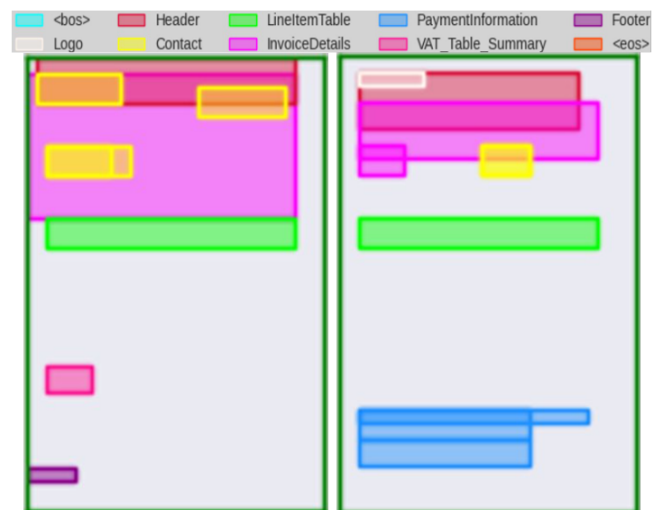 <bos> Header LineItemTable PaymentInformation Footer
Logo Contact InvoiceDetails VAT_Table_Summary <eos>